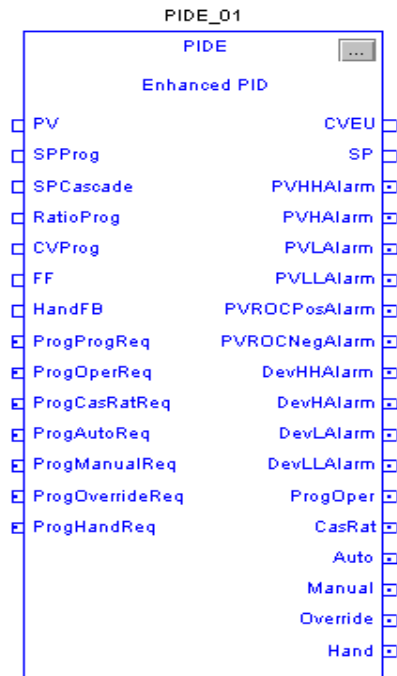 PIDE_01
PIDE
...
Enhanced PID
PV CVEU
SPProg SP
SPCascade PVHHAlarm
RatioProg PVHAlarm
CVProg PVLAlarm
FF PVLLAlarm
HandFB PVROCPosAlarm
ProgProgReq PVROCNegAlarm
ProgOperReq DevHHAlarm
ProgCasRatReq DevHAlarm
ProgAutoReq DevLAlarm
ProgManualReq DevLLAlarm
ProgOverrideReq ProgOper
ProgHandReq CasRat
Auto
Manual
Override
Hand